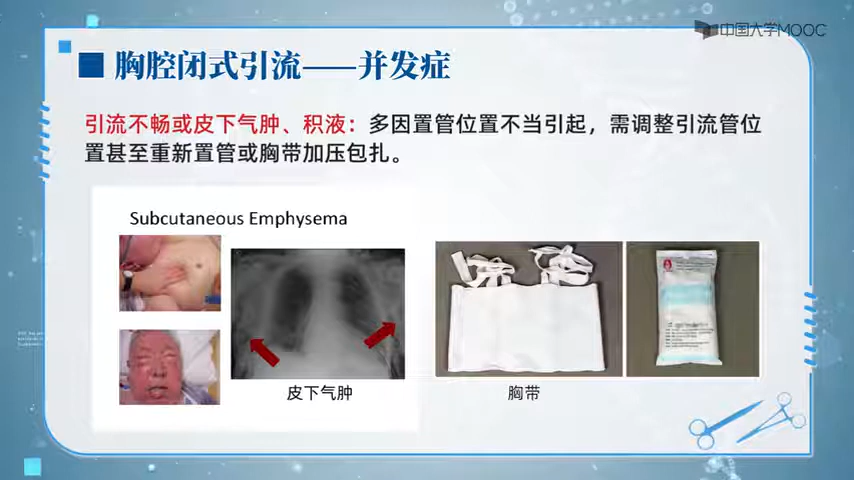 中国大学MOOC
胸腔闭式引流——并发症
引流不畅或皮下气肿、积液：多因置管位置不当引起，需调整引流管位
置甚至重新置管或胸带加压包扎。
Subcutaneous Emphysema
皮下气肿
胸带